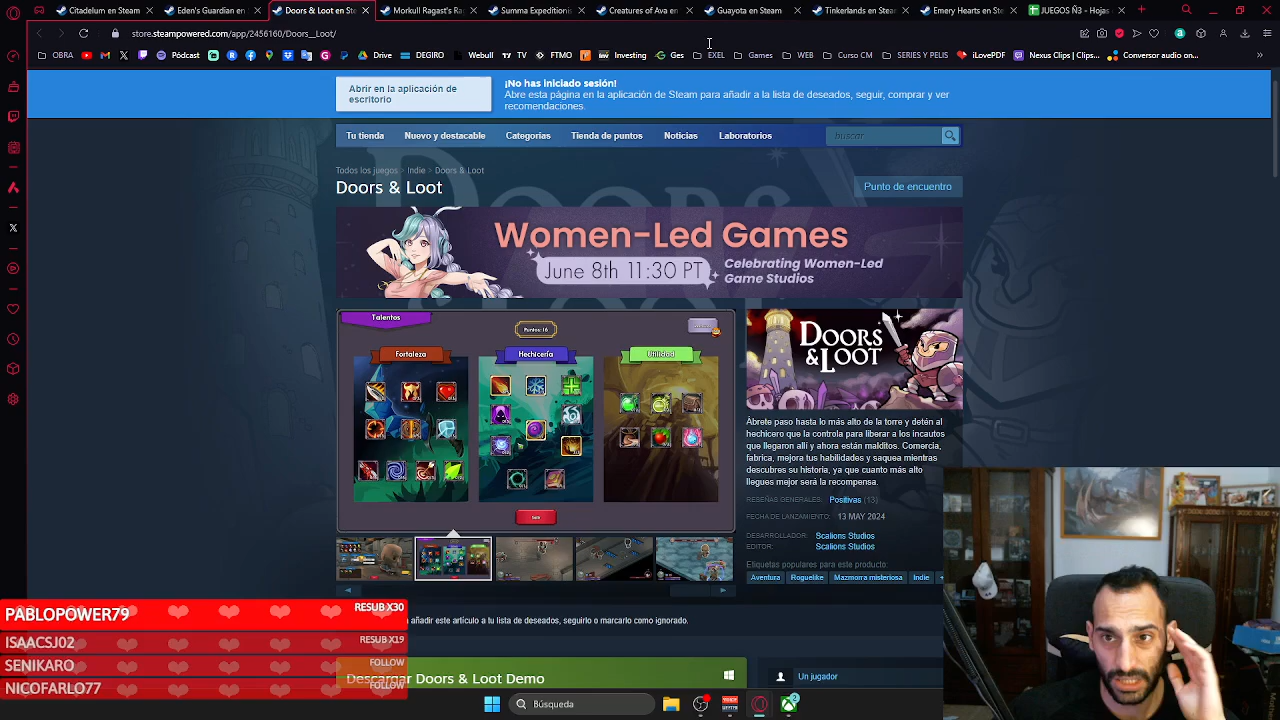 Citadelum en Steam
Eden's Guardian en S
Doors & Loot en Ste
Morkull Ragast's Rag
Summa Expeditionis
Creatures of Ava en
Guayota en Steam
Tinkerlands en Steam
Emery Hearts en Ste
JUEGOS Ñ3 - Hojas
store.steampowered.com/app/2456160/Doors__Loot/
OBRA
Pódcast
Drive
DEGIRO
Webull
TV
FTMO
Investing
Ges
EXEL
Games
WEB
Curso CM
SERIES Y PELIS
iLovePDF
Nexus Clips | Clips...
Conversor audio on...
Abrir en la aplicación de escritorio
¡No has iniciado sesión!
Abre esta página en la aplicación de Steam para añadir a la lista de deseados, seguir, comprar y ver
recomendaciones.
Tu tienda
Nuevo y destacable
Categorías
Tienda de puntos
Noticias
Laboratorios
buscar
Todos los juegos > Indie > Doors & Loot
Doors & Loot
Punto de encuentro
Women-Led Games
June 8th 11:30 PT
Celebrating Women-Led
Game Studios
Talentos
Puntos: 16
Fortaleza
Hechicería
Utilidad
DOORS
&LOOT
Ábrete paso hasta lo más alto de la torre y detén al
hechicero que la controla para liberar a los incautos
que llegaron allí y ahora están malditos. Comercia,
fabrica, mejora tus habilidades y saquea mientras
descubres su historia, ya que cuanto más alto
llegues mejor será la recompensa.
RESEÑAS GENERALES: Positivas (13)
FECHA DE LANZAMIENTO: 13 MAY 2024
DESARROLLADOR: Scalions Studios
EDITOR: Scalions Studios
Etiquetas populares para este producto:
Aventura
Roguelike
Mazmorra misteriosa
Indie
+
añadir este artículo a tu lista de deseados, seguirlo o marcarlo como ignorado.
Descargar Doors & Loot Demo
Un jugador
PABLOPOWER79
RESUB X30
ISAACSJ02
RESUB X19
SENIKARO
FOLLOW
NICOFARLO77
FOLLOW
Búsqueda